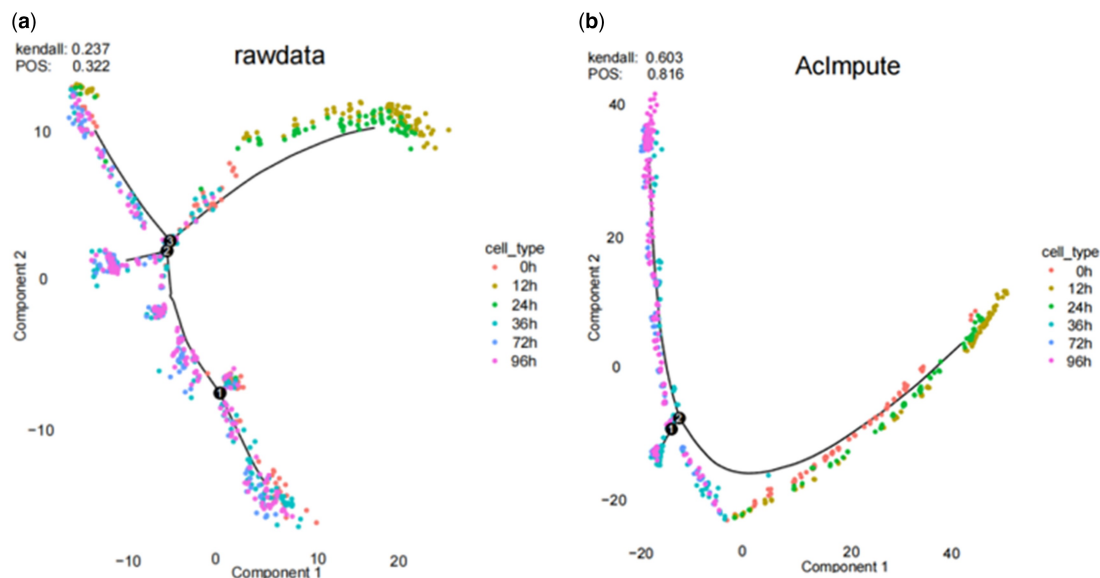 (a)
kendall: 0.237
POS: 0.322
rawdata
10
0
−10
Component 2
3
2
1
−10
0
10
20
Component 1
cell_type
0h
12h
24h
36h
72h
96h
(b)
kendall: 0.603
POS: 0.816
AcImpute
40
20
0
−20
Component 2
2
1
−20
0
20
40
Component 1
cell_type
0h
12h
24h
36h
72h
96h